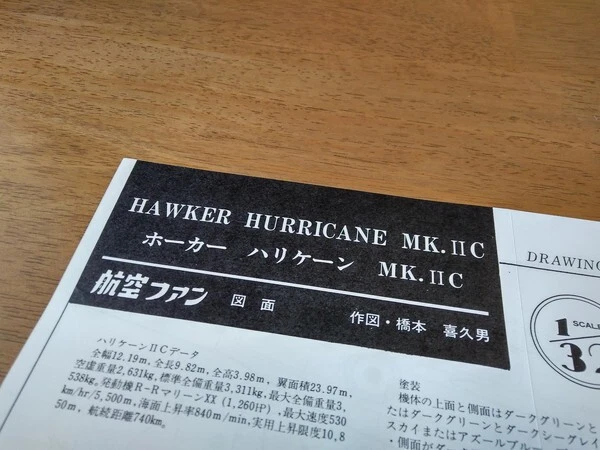 HAWKER HURRICANE MK.ⅡC
ホーカー ハリケーン MK.ⅡC
航空ファン 図面 作図・橋本 喜久男
DRAWING
1 SCALE
32
ハリケーンⅡCデータ
全幅12.19m, 全長9.82m, 全高3.98m, 翼面積23.97m,
空虚重量2,631kg, 標準全備重量3,311kg, 最大全備重量3,
538kg。発動機R-RマリーンXX (1,260HP), 最大速度530
km/hr/5,500m, 海面上昇率840m/min, 実用上昇限度10,8
50m, 航続距離740km。
塗装
機体の上面と側面はダークグリーンと
たはダークグリーンとダークシーグレイ
スカイまたはアズールブルー
・側面がダー